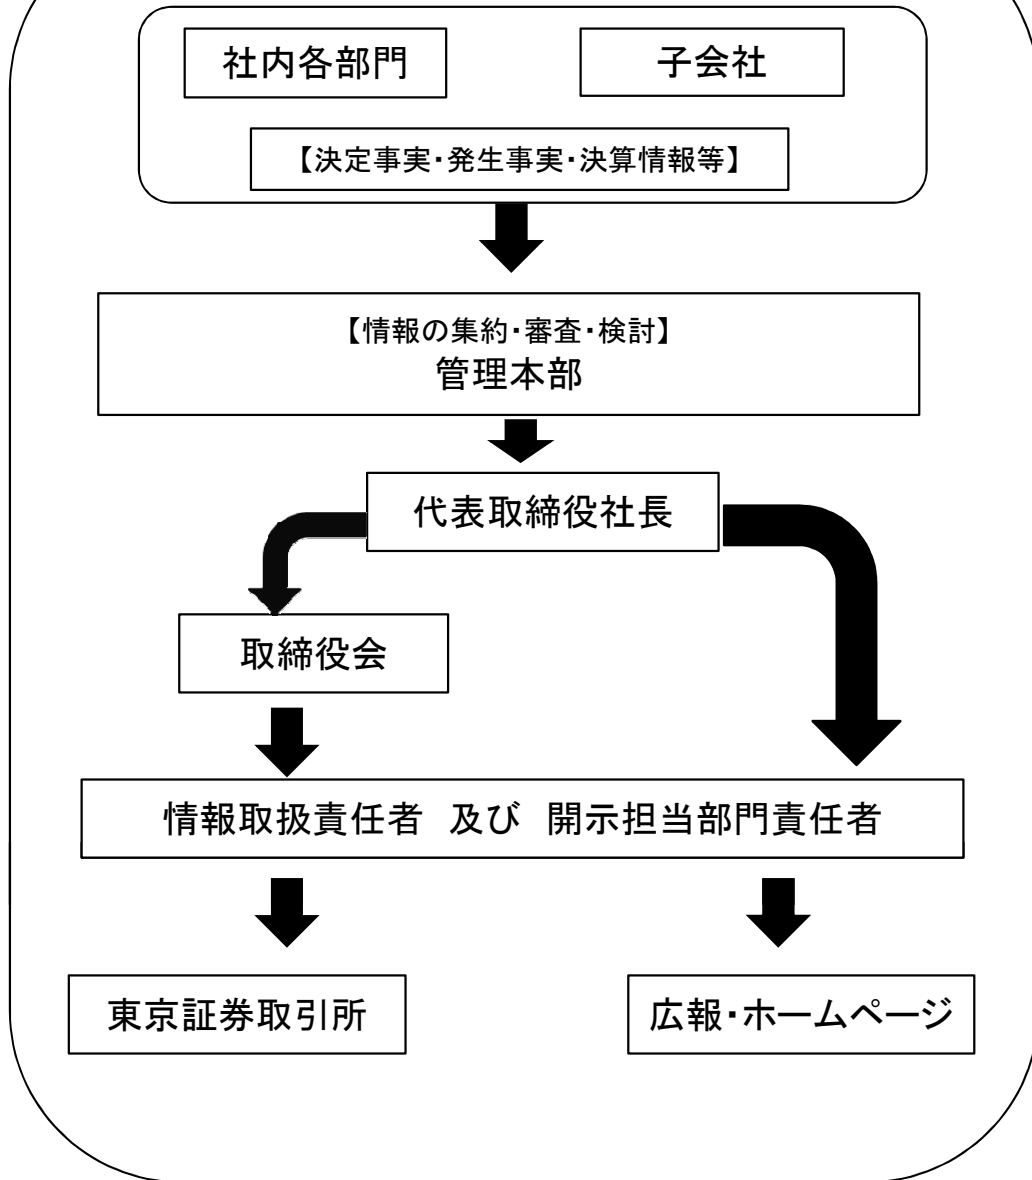 社内各部門
子会社
【決定事実・発生事実・決算情報等】
【情報の集約・審査・検討】
管理本部
代表取締役社長
取締役会
情報取扱責任者　及び　開示担当部門責任者
東京証券取引所
広報・ホームページ